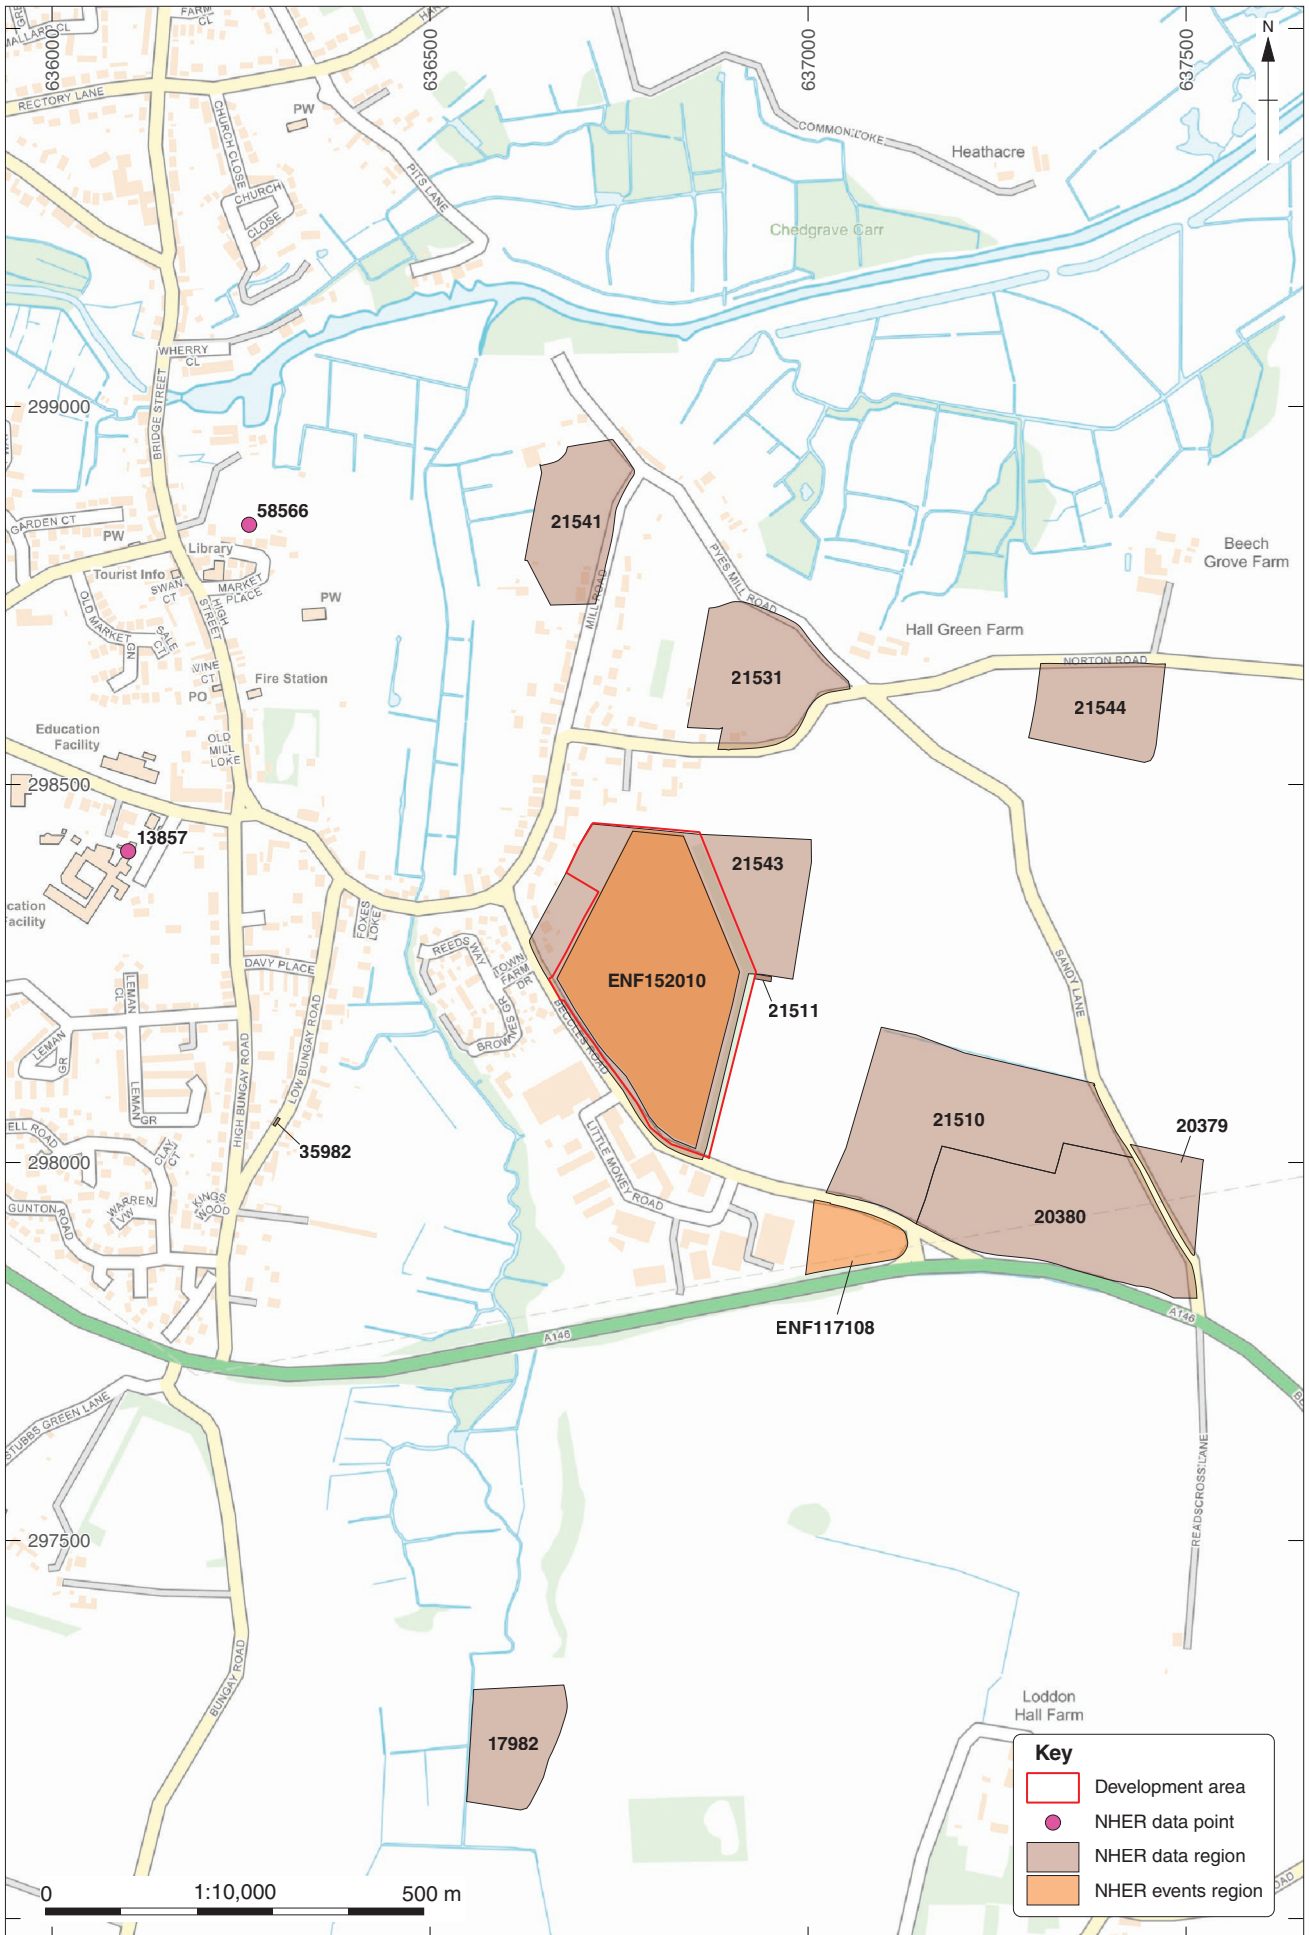 636000
636500
637000
637500
N
MALLARD CL
FARM
CL
RECTORY LANE
PW
CHURCH CLOSE
CHURCH
CLOSE
PITS LANE
COMMON LOKE
Heathacre
Chedgrave Carr
WHERRY
CL
BRIDGE STREET
299000
58566
21541
GARDEN CT
PW
Library
Tourist Info
SWAN
CT
MARKET
PLACE
HIGH
STREET
PW
OLD MARKET
GN
SALE
CT
VINE
CT
PO
Fire Station
MILL ROAD
PYES MILL ROAD
Beech
Grove Farm
Hall Green Farm
NORTON ROAD
21531
21544
Education
Facility
OLD
MILL
LOKE
298500
13857
21543
cation
Facility
FOXES
LOKE
REEDS WAY
TOWN
FARM
DR
BROWNES GR
BECCLES ROAD
ENF152010
21511
SANDY LANE
DAVY PLACE
LEMAN
CL
LEMAN
GR
LEMAN
GR
HIGH BUNGAY ROAD
LOW BUNGAY ROAD
35982
ELL ROAD
CLAY
CT
298000
WARREN
VW
KINGS
WOOD
GUNTON
ROAD
LITTLE MONEY ROAD
21510
20379
20380
ENF117108
A146
A146
STUBBS GREEN LANE
READSCROSS LANE
297500
BUNGAY ROAD
17982
Loddon
Hall Farm
Key
Development area
NHER data point
NHER data region
NHER events region
0
1:10,000
500 m
OAD